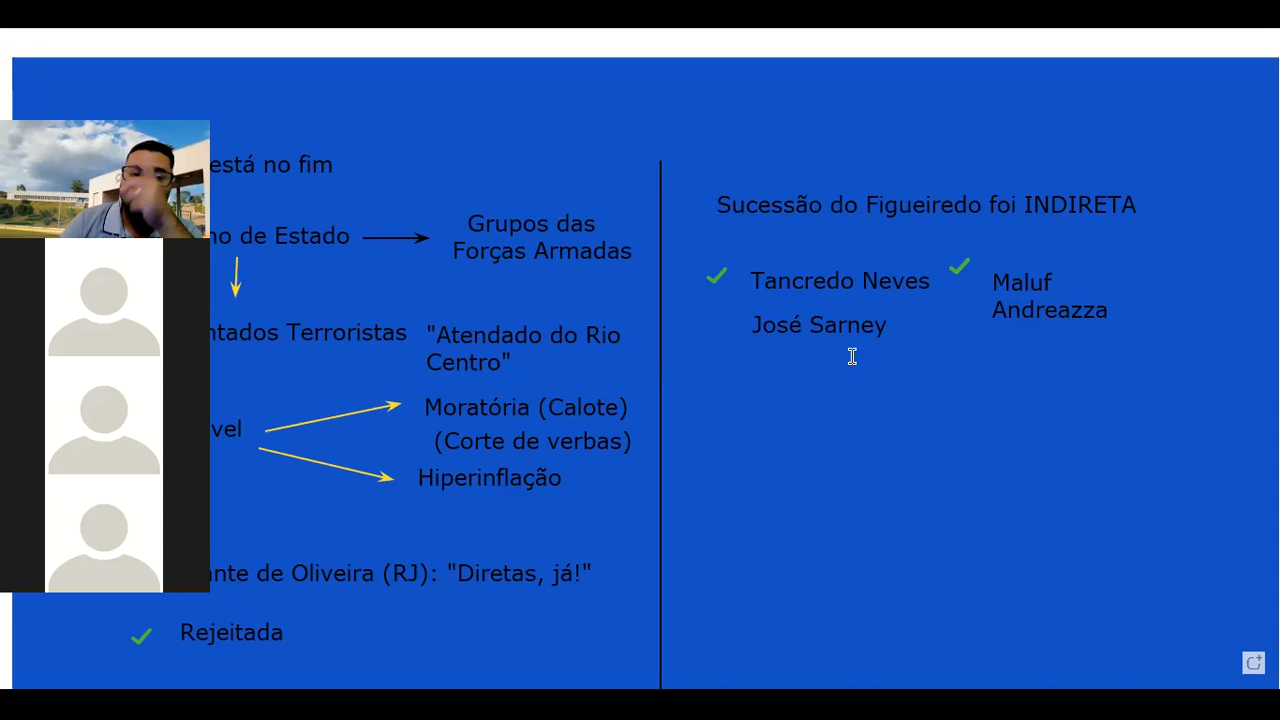 está no fim
no de Estado
Grupos das
Forças Armadas
ntados Terroristas
"Atendado do Rio
Centro"
vel
Moratória (Calote)
(Corte de verbas)
Hiperinflação
ante de Oliveira (RJ): "Diretas, já!"
Rejeitada
Sucessão do Figueiredo foi INDIRETA
Tancredo Neves
José Sarney
Maluf
Andreazza